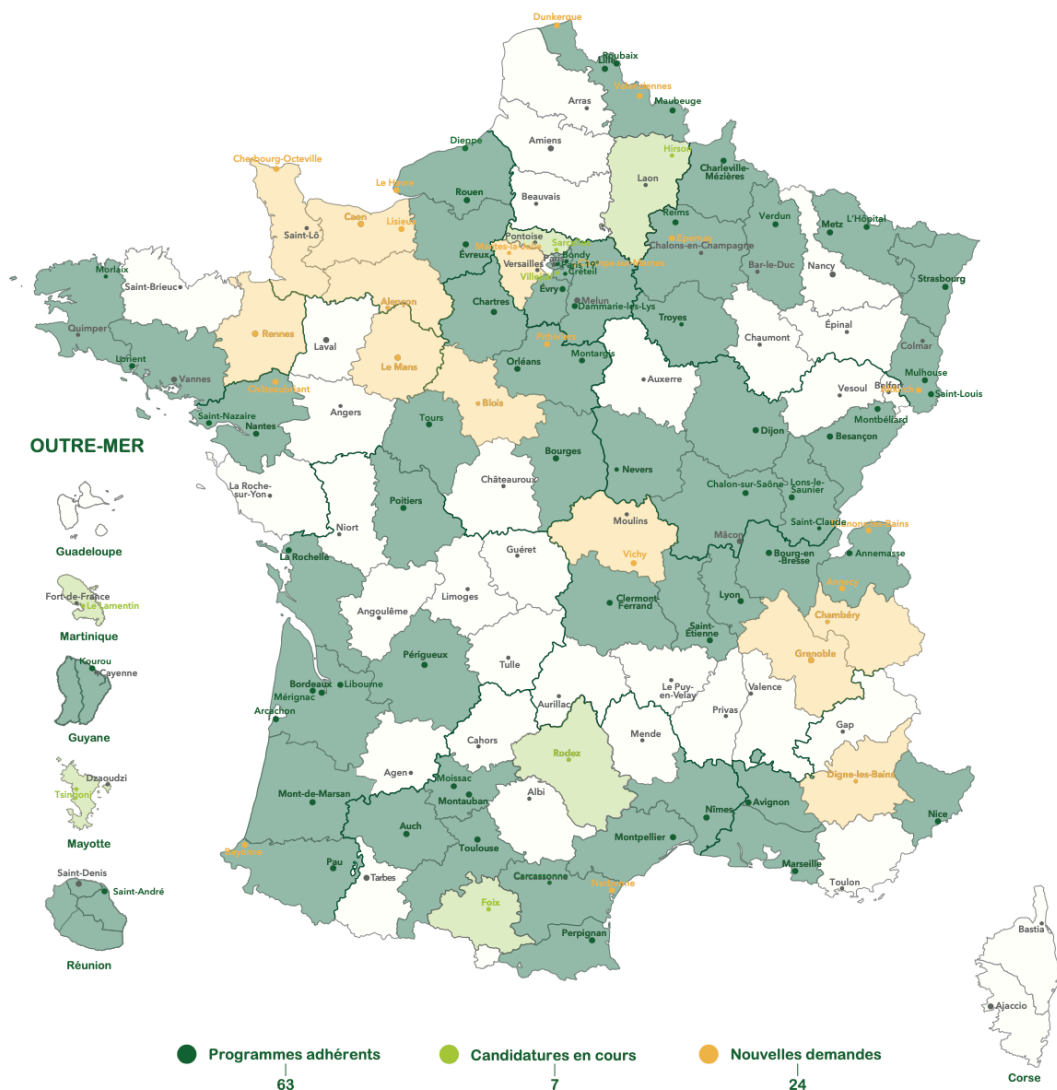 Dunkerque
Roubaix
Lille
Valenciennes
Maubeuge
Arras
Amiens
Dieppe
Hirson
Charleville-
Mézières
Cherbourg-Octeville
Le Havre
Rouen
Beauvais
Laon
Caen
Lisieux
Saint-Lô
Reims
Verdun
L'Hôpital
Metz
Pontoise
Évreux
Versailles
Bondy
Paris 19
Créteil
Châlons-en-Champagne
Bar-le-Duc
Nancy
Strasbourg
Morlaix
Saint-Brieuc
Alençon
Chartres
Évry
Melun
Dammarie-les-Lys
Troyes
Chaumont
Épinal
Colmar
Quimper
Rennes
Laval
Le Mans
Orléans
Montargis
Lorient
Vannes
Auxerre
Vesoul
Belfort
Mulhouse
Saint-Louis
Montbéliard
Angers
Blois
Saint-Nazaire
Nantes
Tours
Dijon
Besançon
OUTRE-MER
Bourges
Nevers
La Roche-
sur-Yon
Châteauroux
Chalon-sur-Saône
Lons-le-
Saunier
Poitiers
Niort
Moulins
Saint-Claude
Guadeloupe
La Rochelle
Guéret
Vichy
Mâcon
Bourg-en-
Bresse
Annemasse
Annecy
Fort-de-France
Le Lamentin
Martinique
Angoulême
Limoges
Clermont
Ferrand
Lyon
Chambéry
Saint-
Étienne
Périgueux
Tulle
Grenoble
Kourou
Cayenne
Guyane
Bordeaux
Libourne
Mérignac
Arcachon
Aurillac
Le Puy-
en-Velay
Valence
Privas
Gap
Cahors
Mende
Rodez
Dzaoudzi
Tsingoni
Mayotte
Agen
Moissac
Montauban
Digne-les-Bains
Mont-de-Marsan
Albi
Avignon
Nîmes
Nice
Auch
Toulouse
Montpellier
Bayonne
Pau
Tarbes
Marseille
Toulon
Carcassonne
Narbonne
Foix
Saint-Denis
Saint-André
Réunion
Perpignan
Bastia
Ajaccio
Corse
Programmes adhérents
Candidatures en cours
Nouvelles demandes
63
7
24